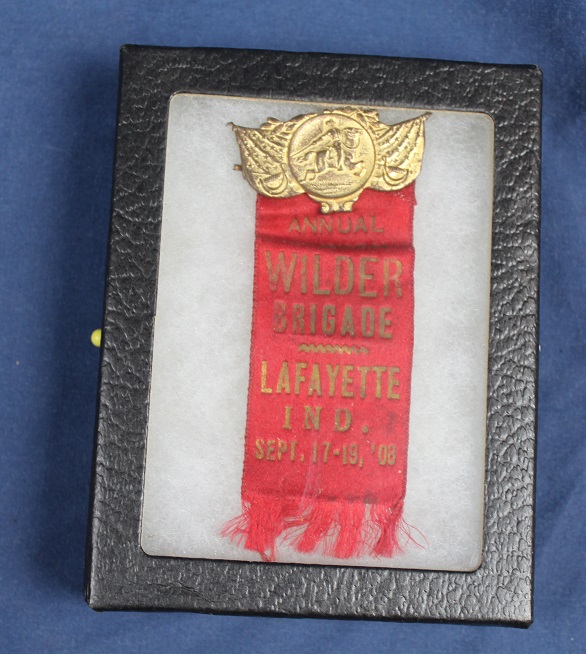 ANNUAL
WILDER
BRIGADE
LAFAYETTE
IND.
SEPT. 17-19, '08